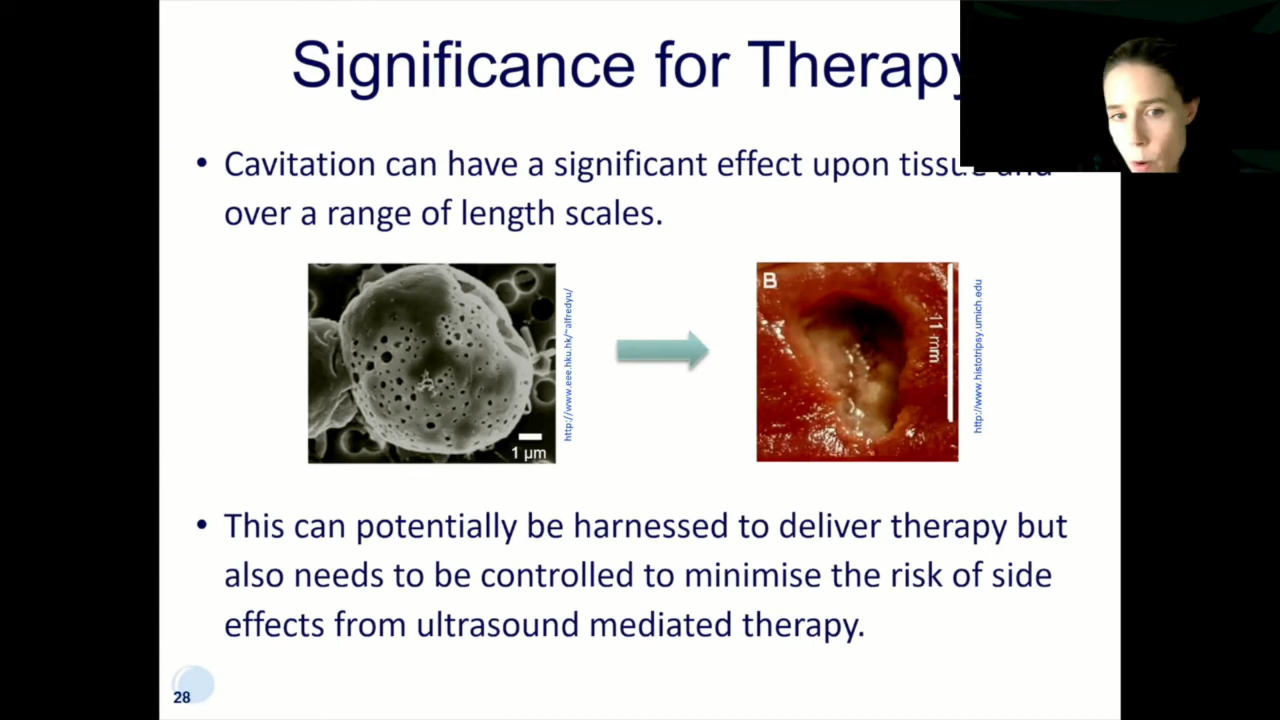 Significance for Therapy
• Cavitation can have a significant effect upon tissue and
over a range of length scales.
1 µm
http://www.eee.hku.hk/~alfredyu/
B
11 mm
http://www.histotripsy.umich.edu
• This can potentially be harnessed to deliver therapy but
also needs to be controlled to minimise the risk of side
effects from ultrasound mediated therapy.
28